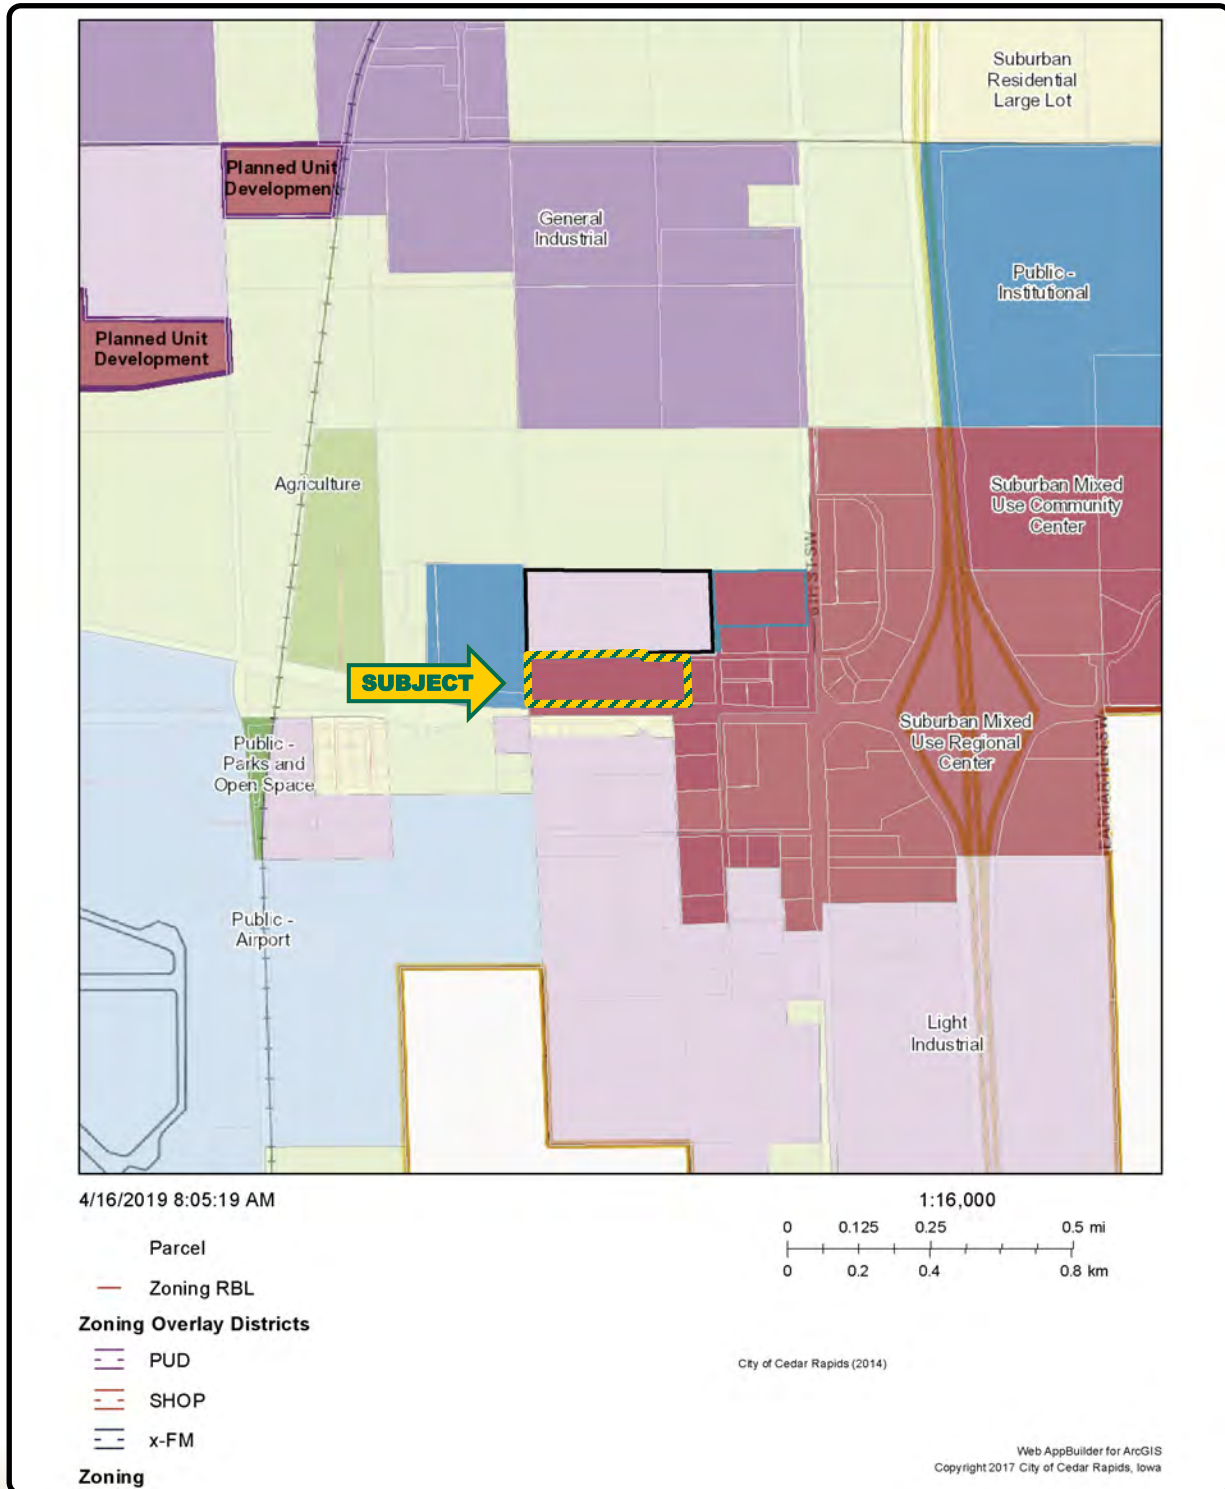 Suburban
Residential
Large Lot
Planned Unit
Development
General
Industrial
Public -
Institutional
Planned Unit
Development
Agriculture
Suburban Mixed
Use Community
Center
SUBJECT
Suburban Mixed
Use Regional
Center
Public -
Parks and
Open Space
Public -
Airport
Light
Industrial
4/16/2019 8:05:19 AM
1:16,000
0 0.125 0.25 0.5 mi
0 0.2 0.4 0.8 km
Parcel
Zoning RBL
Zoning Overlay Districts
PUD
SHOP
x-FM
Zoning
City of Cedar Rapids (2014)
Web AppBuilder for ArcGIS
Copyright 2017 City of Cedar Rapids, Iowa